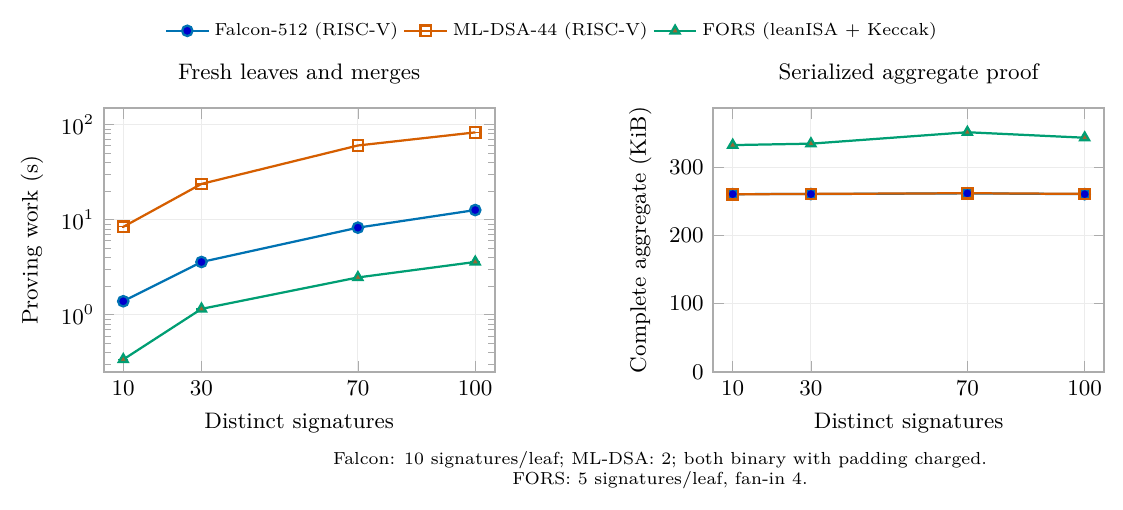 Falcon-512 (RISC-V) ML-DSA-44 (RISC-V) FORS (leanISA + Keccak)
Fresh leaves and merges
Proving work (s)
10²
10¹
10⁰
10 30 70 100
Distinct signatures
Serialized aggregate proof
Complete aggregate (KiB)
300
200
100
0
10 30 70 100
Distinct signatures
Falcon: 10 signatures/leaf; ML-DSA: 2; both binary with padding charged.
FORS: 5 signatures/leaf, fan-in 4.